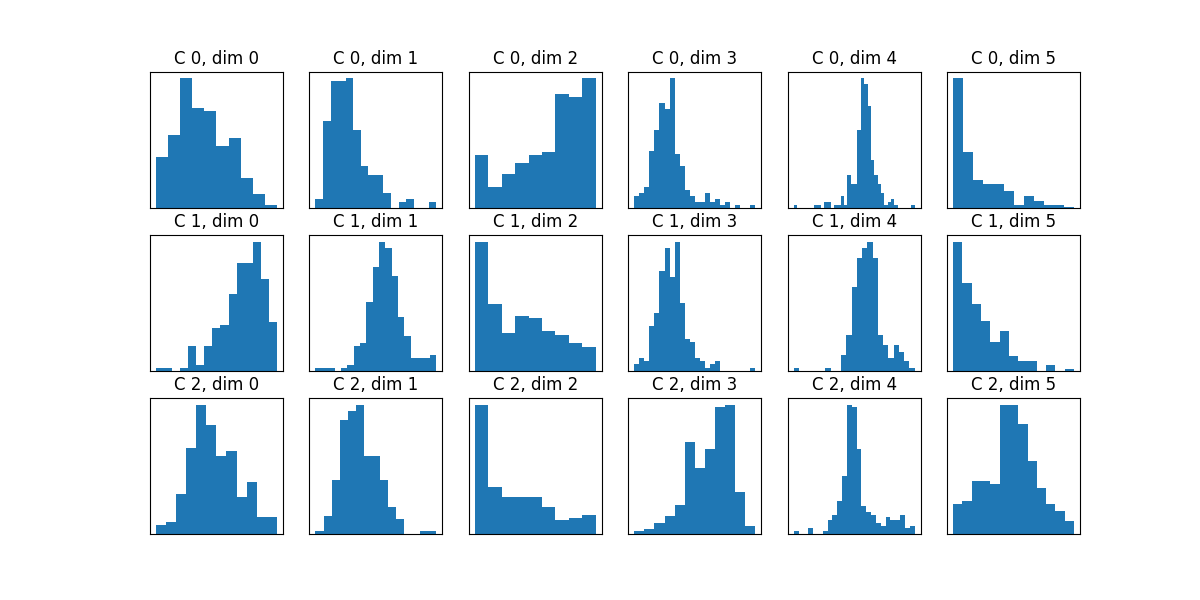 C 0, dim 0 C 0, dim 1 C 0, dim 2 C 0, dim 3 C 0, dim 4 C 0, dim 5
C 1, dim 0 C 1, dim 1 C 1, dim 2 C 1, dim 3 C 1, dim 4 C 1, dim 5
C 2, dim 0 C 2, dim 1 C 2, dim 2 C 2, dim 3 C 2, dim 4 C 2, dim 5